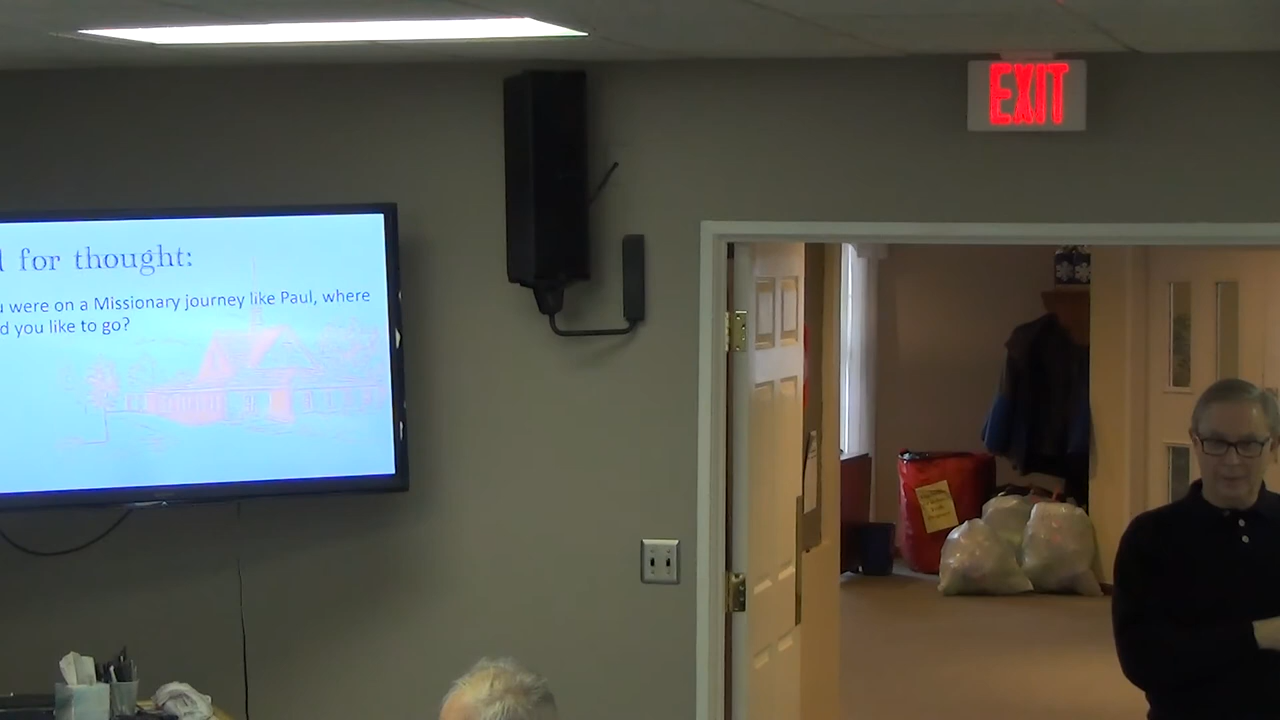 EXIT
for thought:
were on a Missionary journey like Paul, where
you like to go?